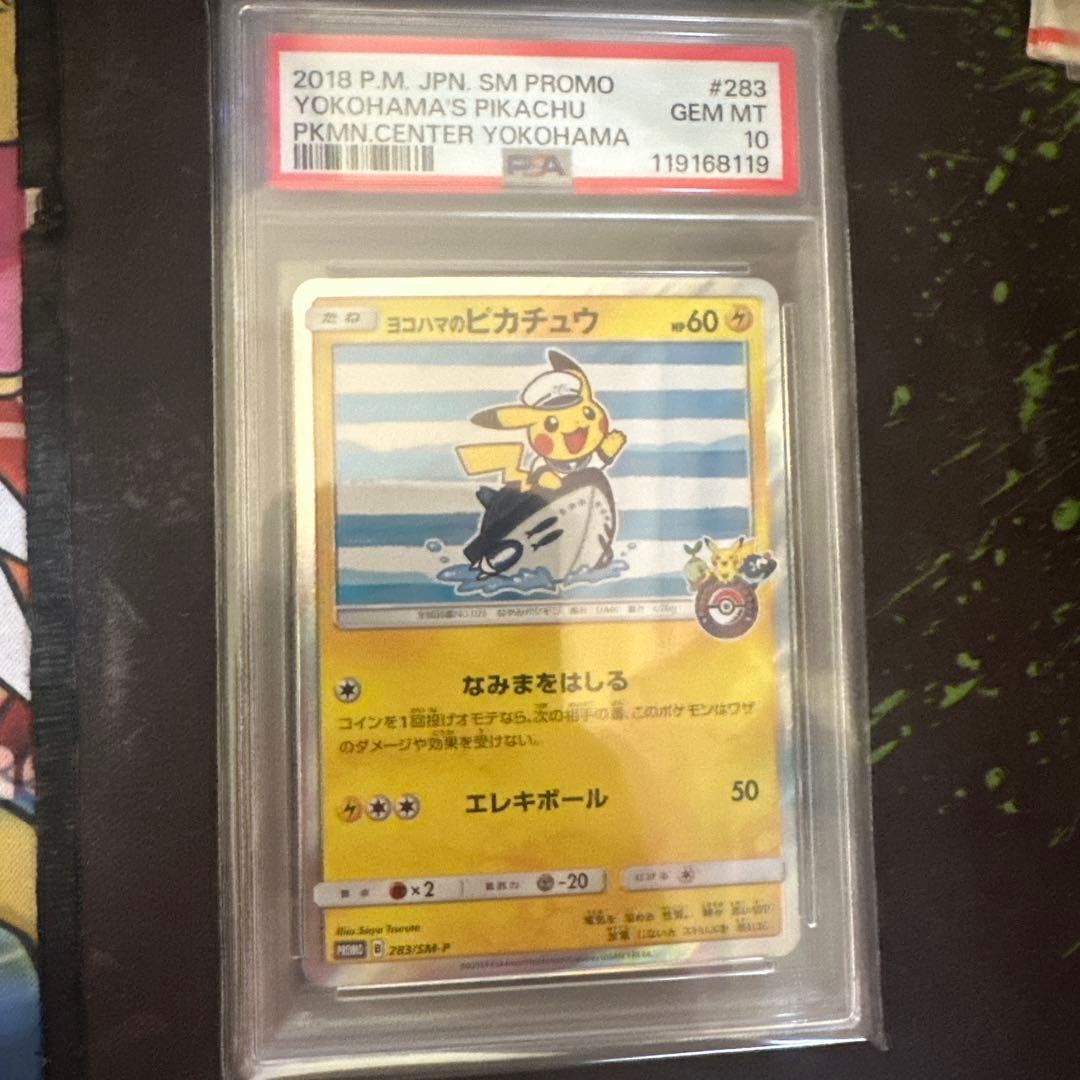 2018 P.M. JPN. SM PROMO #283
YOKOHAMA'S PIKACHU GEM MT
PKMN.CENTER YOKOHAMA 10
PSA 119168119
たね ヨコハマのピカチュウ HP60
なみまをはしる
コインを1回投げオモテなら、次の相手の番、このポケモンはワザ
のダメージや効果を受けない。
エレキボール 50
×2 -20
Illus. Saya Tsuruta
PROMO B 283/SM-P